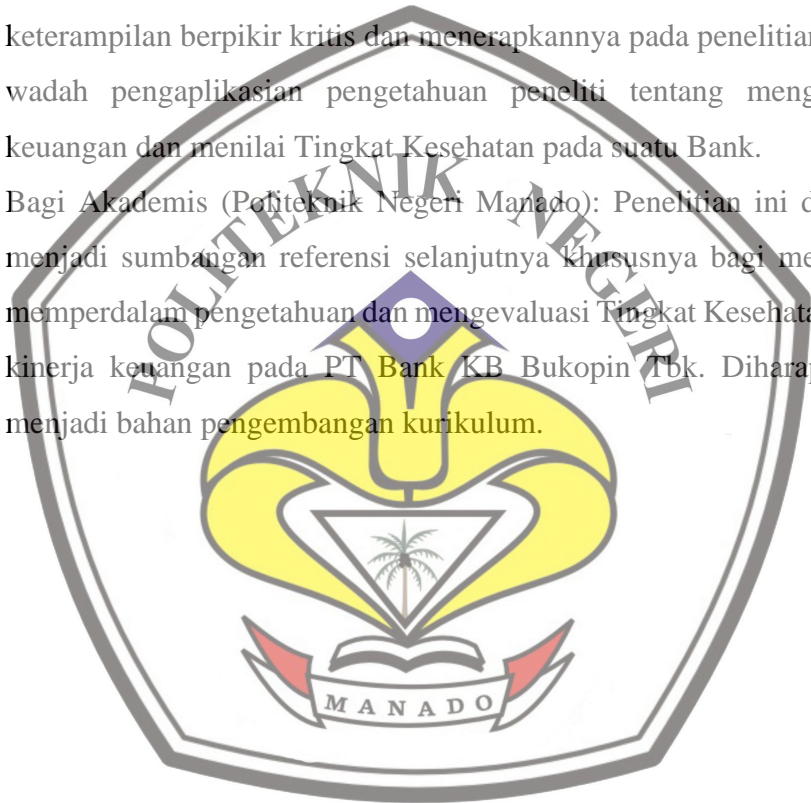 keterampilan berpikir kritis dan menerapkannya pada penelitian
wadah pengaplikasian pengetahuan peneliti tentang meng
keuangan dan menilai Tingkat Kesehatan pada suatu Bank.
Bagi Akademis (Politeknik Negeri Manado): Penelitian ini d
menjadi sumbangan referensi selanjutnya khususnya bagi me
memperdalam pengetahuan dan mengevaluasi Tingkat Kesehata
kinerja keuangan pada PT Bank KB Bukopin Tbk. Dihara
menjadi bahan pengembangan kurikulum.
POLITEKNIK NEGERI
MANADO